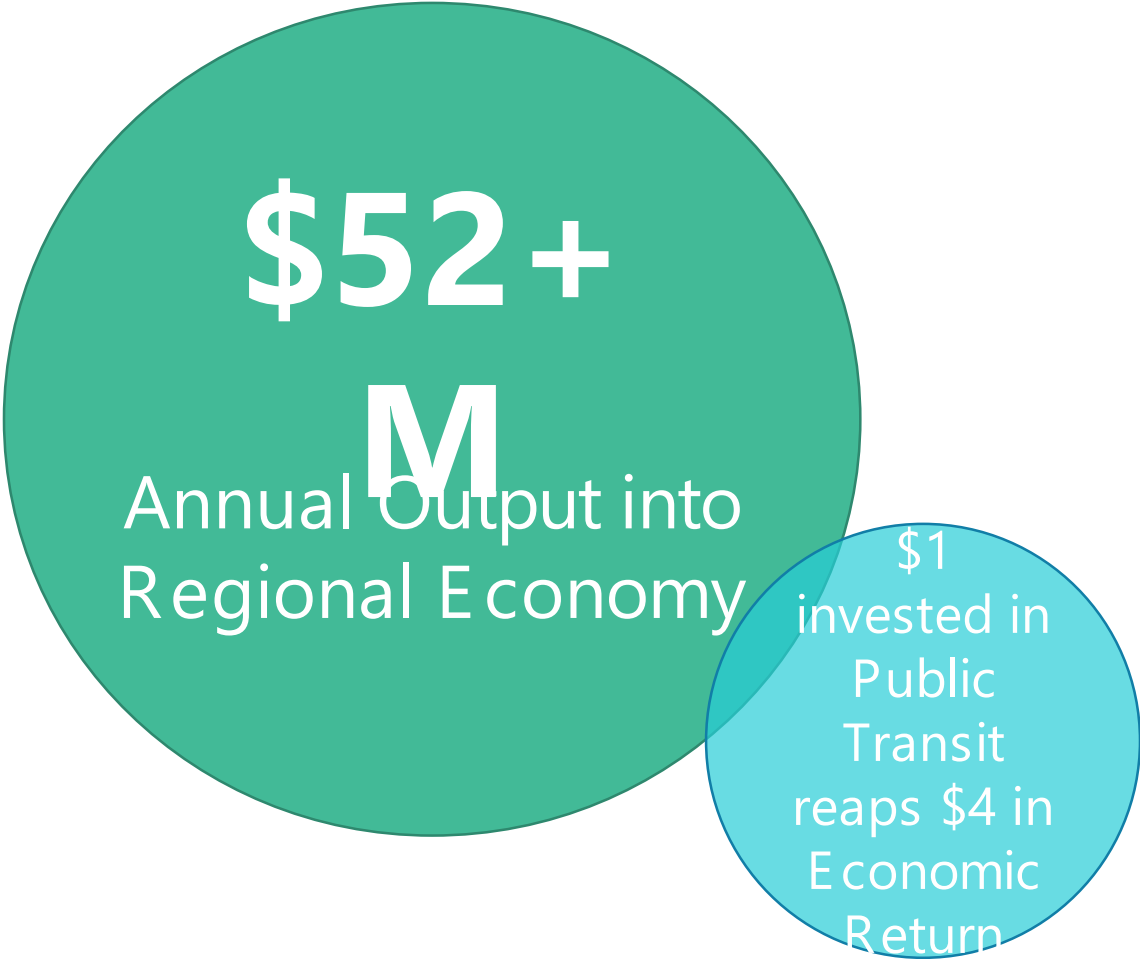 $52+
M
Annual Output into
Regional Economy
$1
invested in
Public
Transit
reaps $4 in
Economic
Return